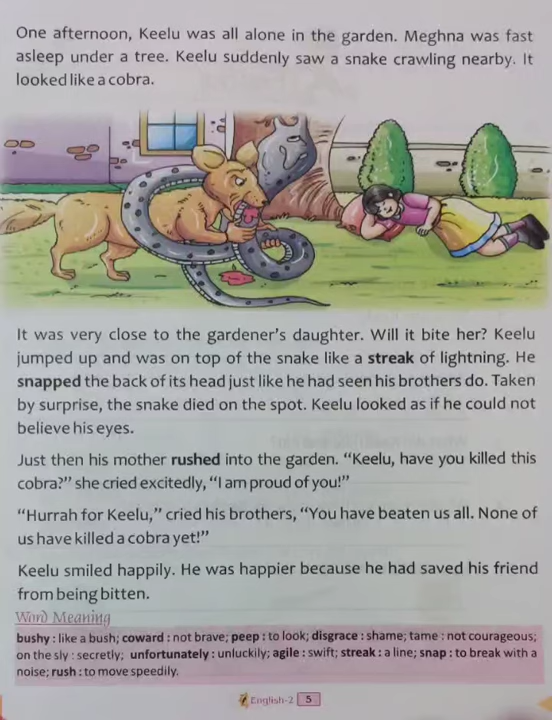 One afternoon, Keelu was all alone in the garden. Meghna was fast
asleep under a tree. Keelu suddenly saw a snake crawling nearby. It
looked like a cobra.
It was very close to the gardener's daughter. Will it bite her? Keelu
jumped up and was on top of the snake like a streak of lightning. He
snapped the back of its head just like he had seen his brothers do. Taken
by surprise, the snake died on the spot. Keelu looked as if he could not
believe his eyes.
Just then his mother rushed into the garden. “Keelu, have you killed this
cobra?” she cried excitedly, “I am proud of you!”
“Hurrah for Keelu,” cried his brothers, “You have beaten us all. None of
us have killed a cobra yet!”
Keelu smiled happily. He was happier because he had saved his friend
from being bitten.
Word Meaning
bushy : like a bush; coward : not brave; peep : to look; disgrace : shame; tame : not courageous;
on the sly : secretly; unfortunately : unluckily; agile : swift; streak : a line; snap : to break with a
noise; rush : to move speedily.
English-2 5